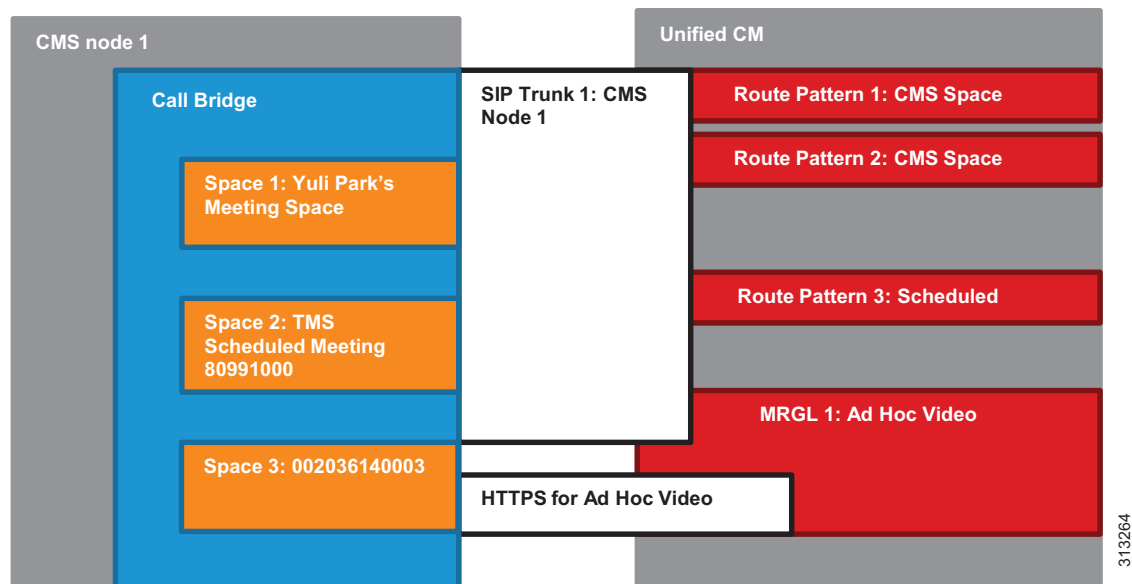 CMS node 1
Call Bridge
Space 1: Yuli Park’s
Meeting Space
Space 2: TMS
Scheduled Meeting
80991000
Space 3: 002036140003
SIP Trunk 1: CMS
Node 1
HTTPS for Ad Hoc Video
Unified CM
Route Pattern 1: CMS Space
Route Pattern 2: CMS Space
Route Pattern 3: Scheduled
MRGL 1: Ad Hoc Video
313264